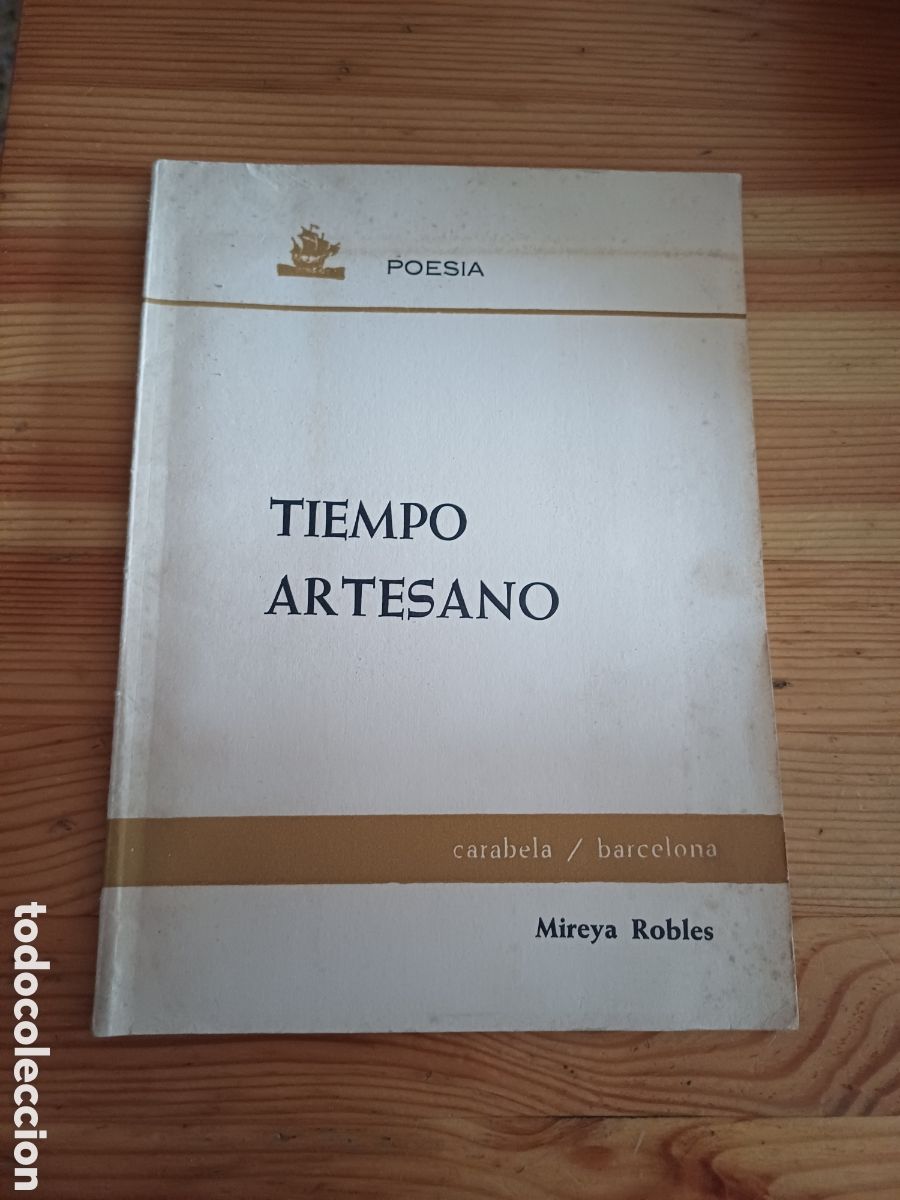 POESIA
TIEMPO
ARTESANO
carabela / barcelona
Mireya Robles
todocoleccion